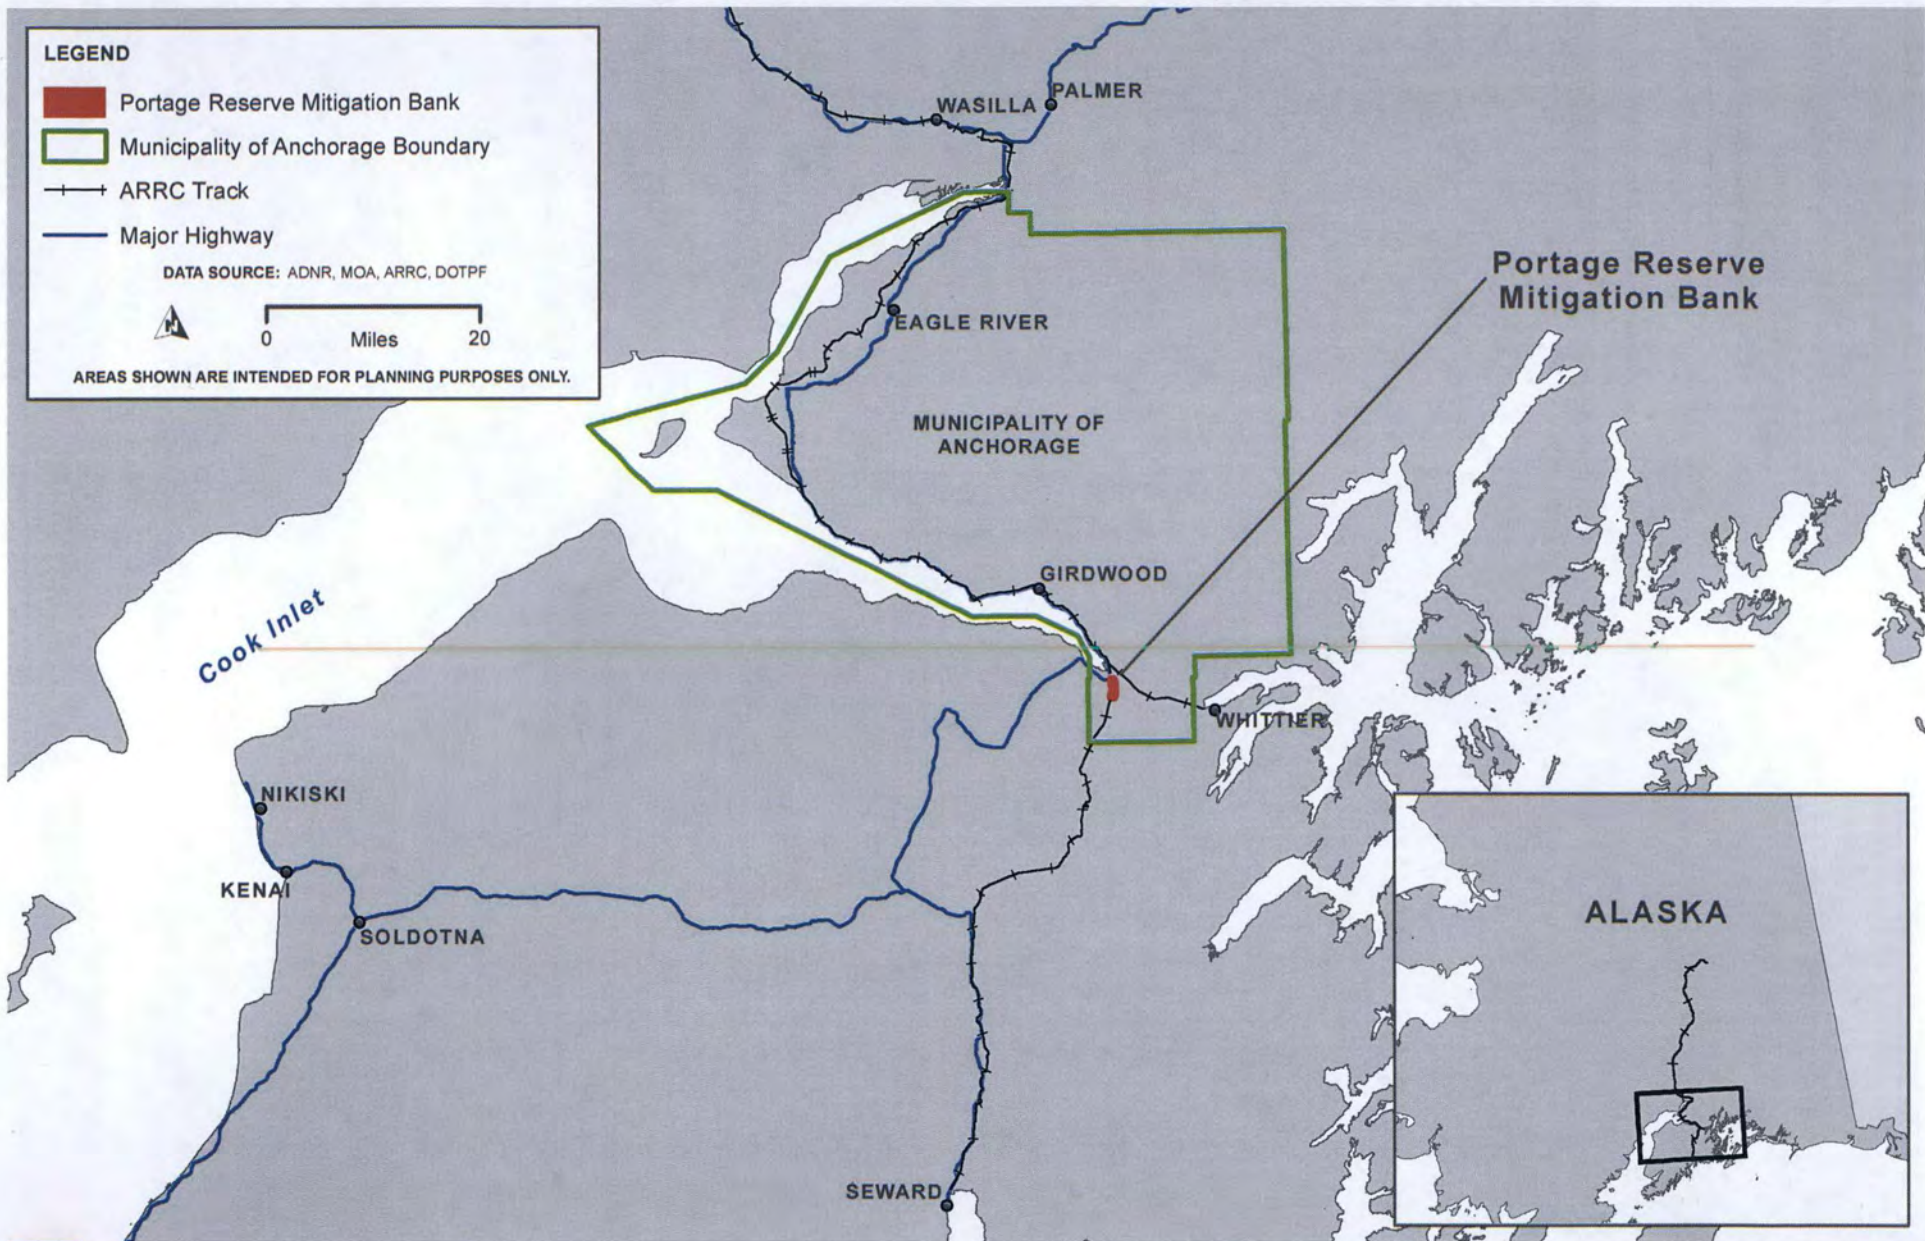 LEGEND
Portage Reserve Mitigation Bank
Municipality of Anchorage Boundary
ARRC Track
Major Highway
DATA SOURCE: ADNR, MOA, ARRC, DOTPF
N
0 Miles 20
AREAS SHOWN ARE INTENDED FOR PLANNING PURPOSES ONLY.
WASILLA
PALMER
EAGLE RIVER
Portage Reserve
Mitigation Bank
MUNICIPALITY OF
ANCHORAGE
GIRDWOOD
Cook Inlet
WHITTIER
NIKISKI
KENAI
SOLDOTNA
SEWARD
ALASKA